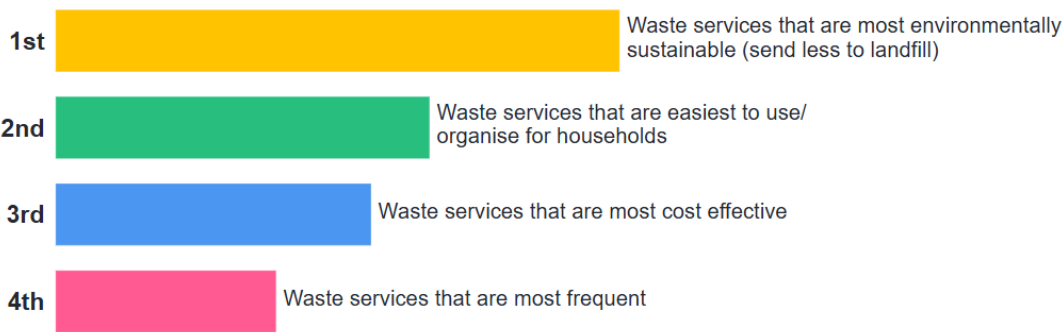 1st
Waste services that are most environmentally
sustainable (send less to landfill)
2nd
Waste services that are easiest to use/
organise for households
3rd
Waste services that are most cost effective
4th
Waste services that are most frequent